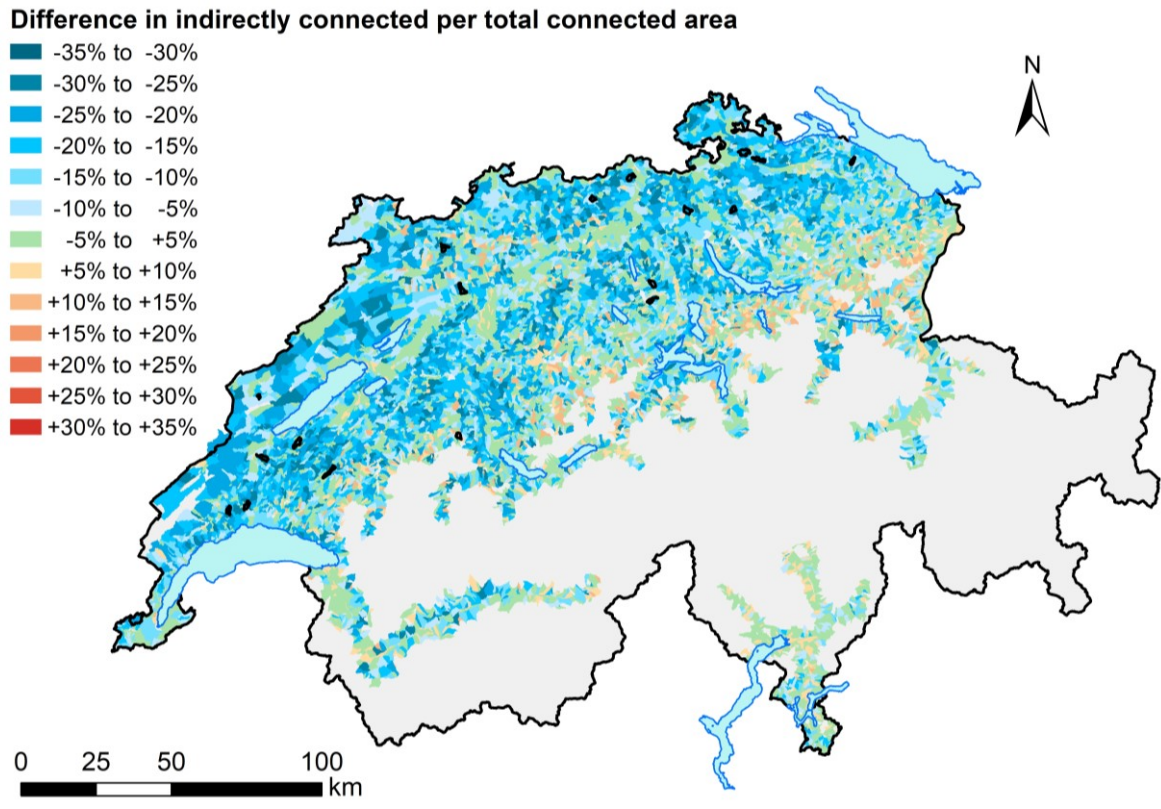 Difference in indirectly connected per total connected area
-35% to -30%
-30% to -25%
-25% to -20%
-20% to -15%
-15% to -10%
-10% to -5%
-5% to +5%
+5% to +10%
+10% to +15%
+15% to +20%
+20% to +25%
+25% to +30%
+30% to +35%
N
0 25 50 100
km